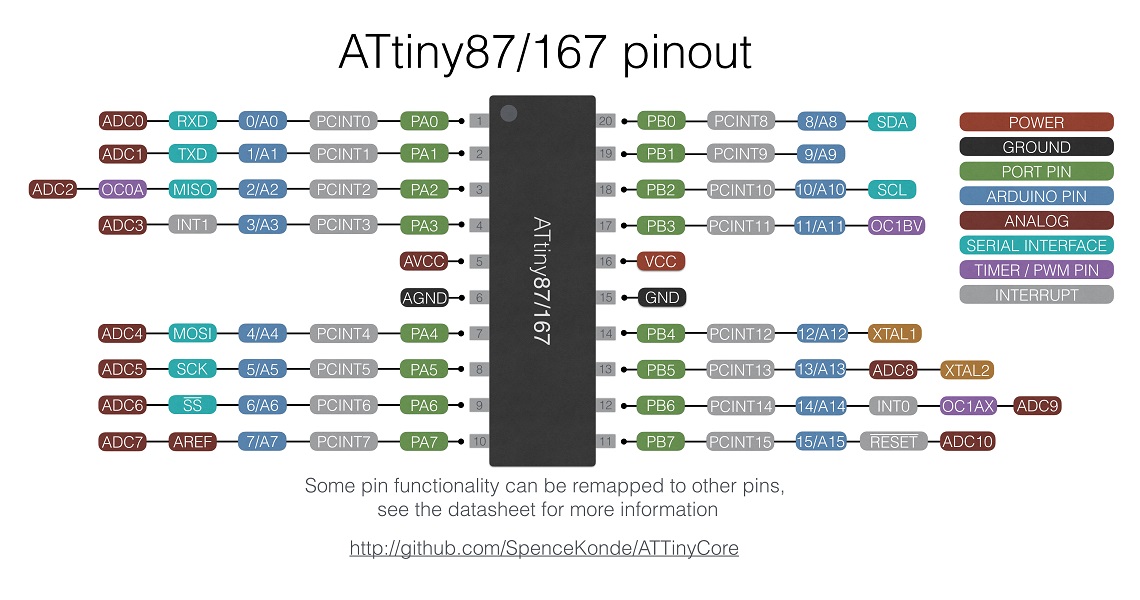 ATtiny87/167 pinout
ADC0 RXD 0/A0 PCINT0 PA0 1 20 PB0 PCINT8 8/A8 SDA
ADC1 TXD 1/A1 PCINT1 PA1 2 19 PB1 PCINT9 9/A9
ADC2 OC0A MISO 2/A2 PCINT2 PA2 3 18 PB2 PCINT10 10/A10 SCL
ADC3 INT1 3/A3 PCINT3 PA3 4 17 PB3 PCINT11 11/A11 OC1BV
AVCC 5 16 VCC
AGND 6 15 GND
ADC4 MOSI 4/A4 PCINT4 PA4 7 14 PB4 PCINT12 12/A12 XTAL1
ADC5 SCK 5/A5 PCINT5 PA5 8 13 PB5 PCINT13 13/A13 ADC8 XTAL2
ADC6 SS 6/A6 PCINT6 PA6 9 12 PB6 PCINT14 14/A14 INT0 OC1AX ADC9
ADC7 AREF 7/A7 PCINT7 PA7 10 11 PB7 PCINT15 15/A15 RESET ADC10
ATtiny87/167
POWER
GROUND
PORT PIN
ARDUINO PIN
ANALOG
SERIAL INTERFACE
TIMER / PWM PIN
INTERRUPT
Some pin functionality can be remapped to other pins,
see the datasheet for more information
http://github.com/SpenceKonde/ATTinyCore